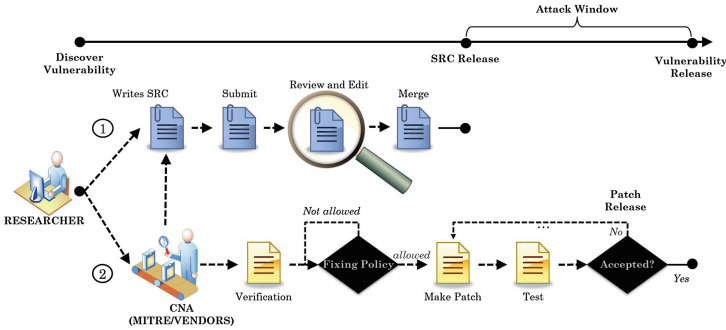 Attack Window
Discover
Vulnerability
SRC Release
Vulnerability
Release
Writes SRC
Submit
Review and Edit
Merge
1
RESEARCHER
2
CNA
(MITRE/VENDORS)
Verification
Not allowed
Fixing Policy
allowed
Make Patch
Test
...
Patch
Release
No
Accepted?
Yes